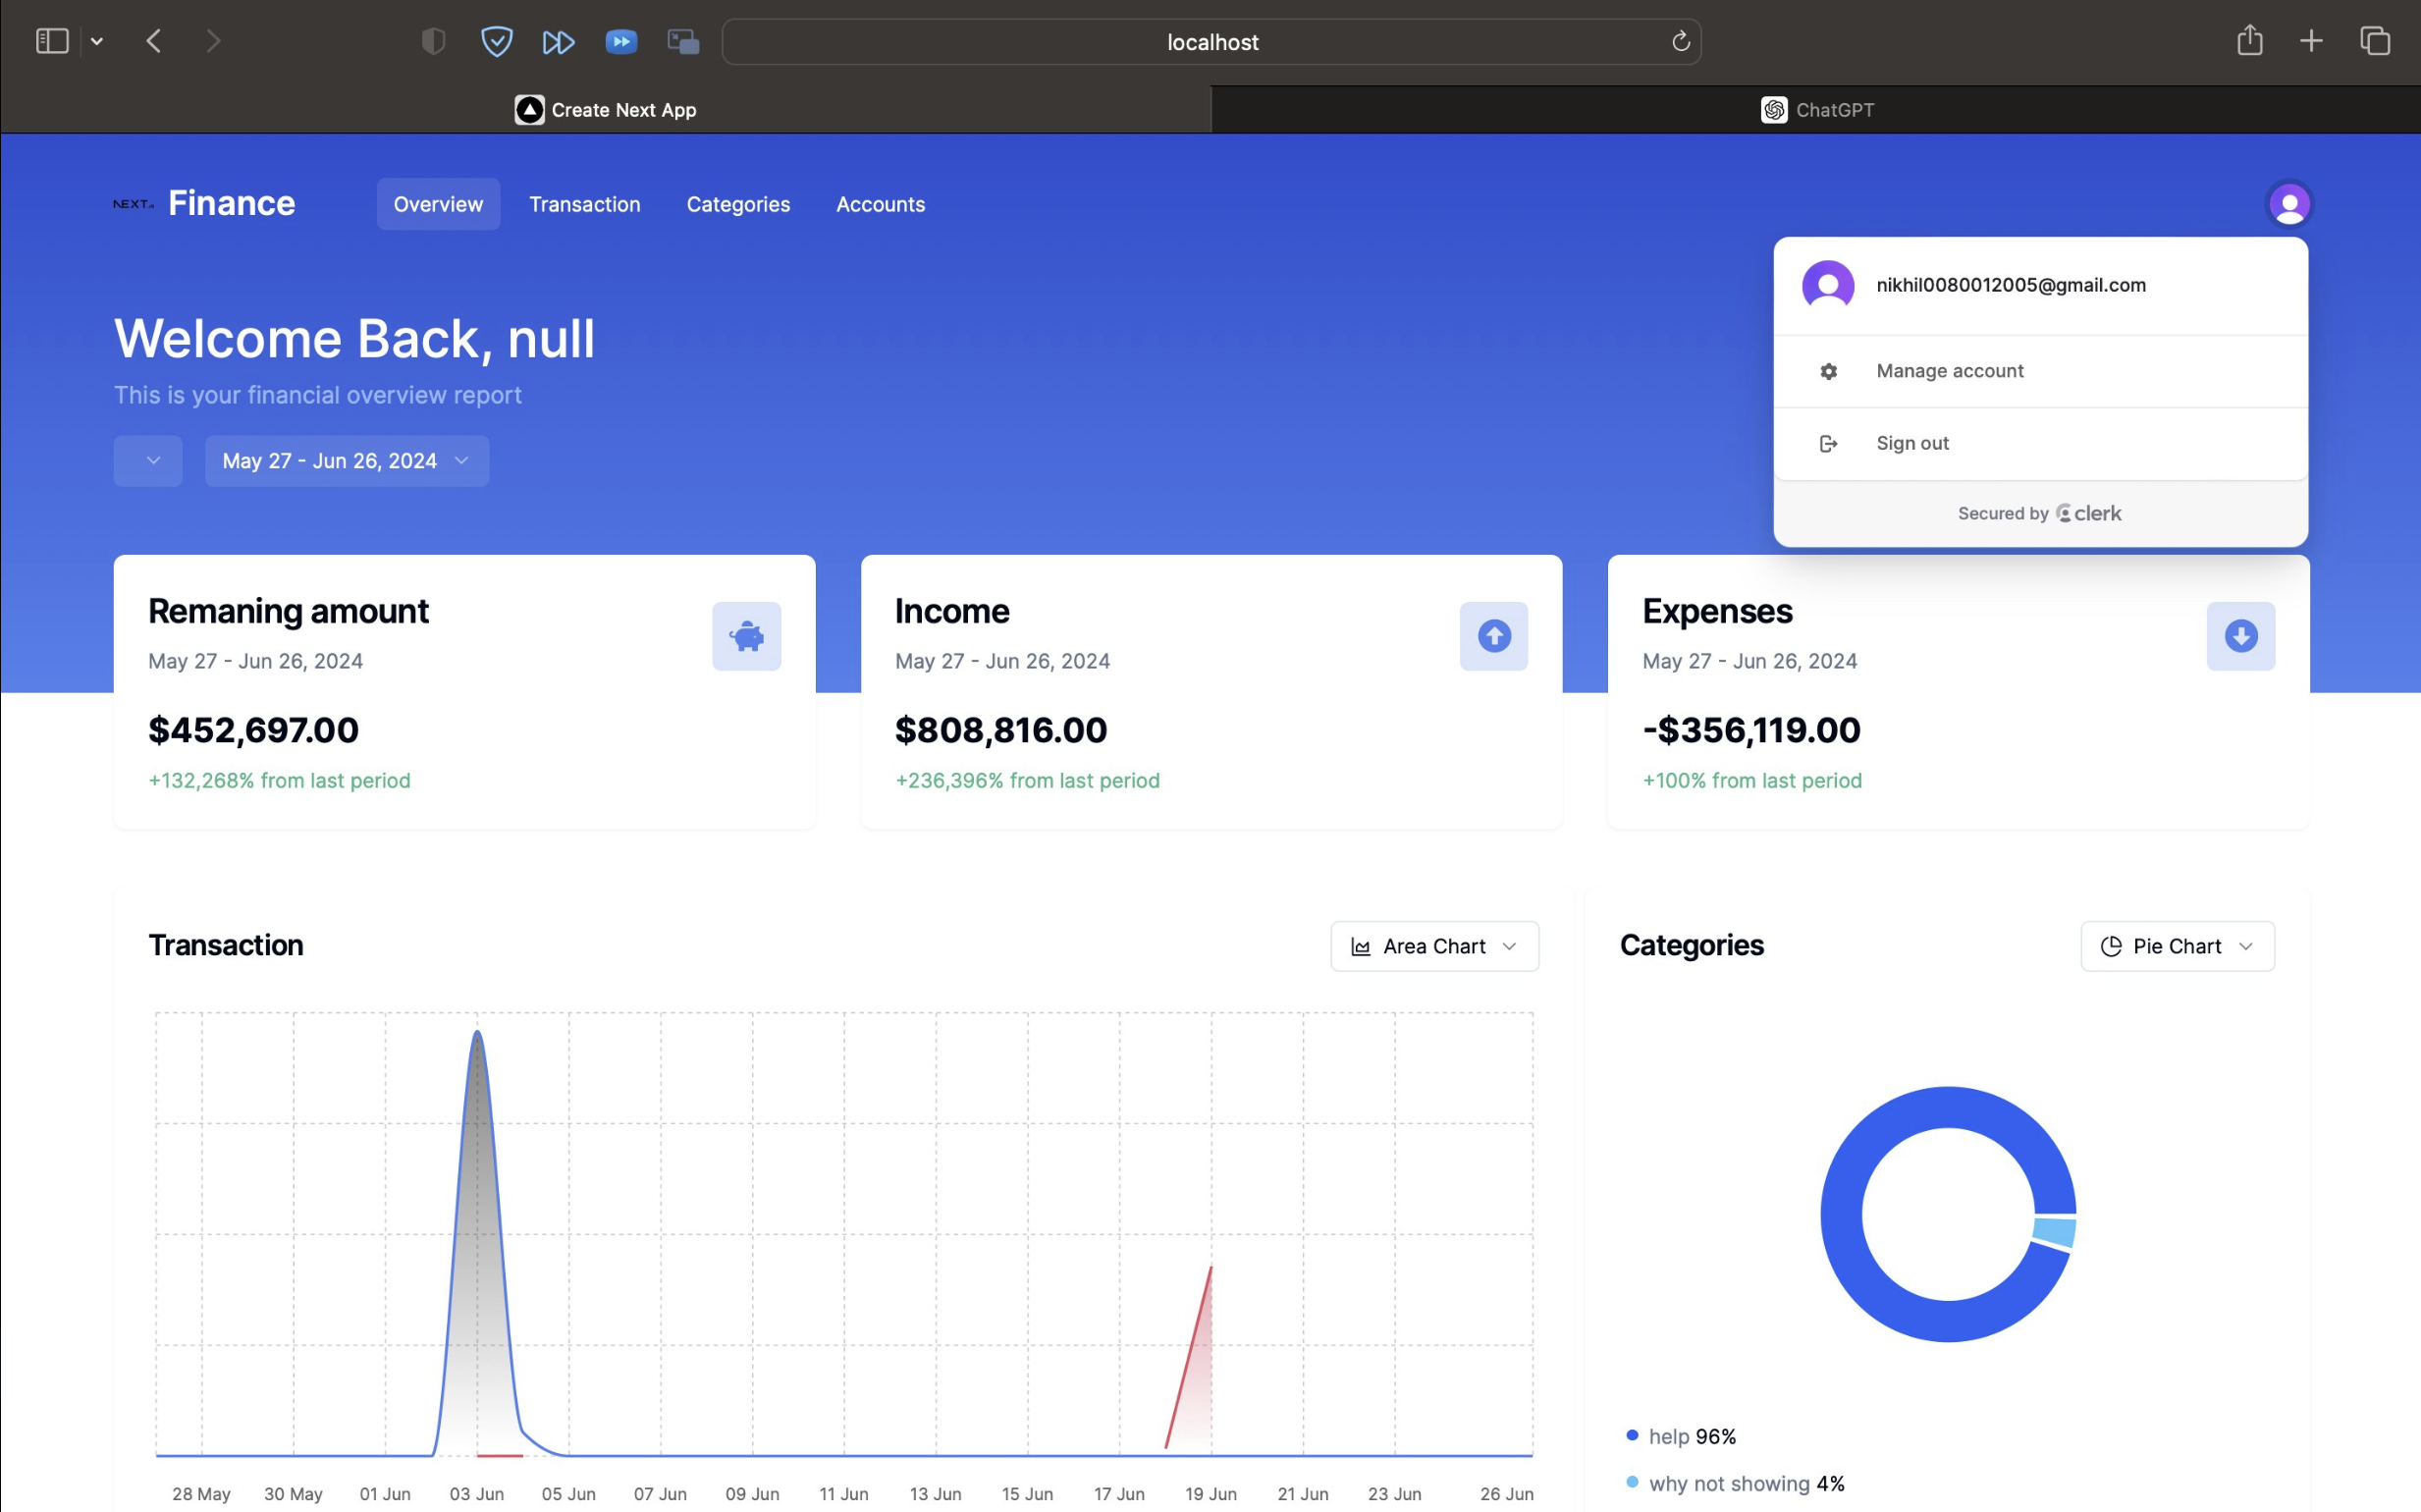 localhost
Create Next App
ChatGPT
NEXT.JS Finance
Overview
Transaction
Categories
Accounts
nikhil0080012005@gmail.com
Manage account
Sign out
Secured by clerk
Welcome Back, null
This is your financial overview report
May 27 - Jun 26, 2024
Remaning amount
May 27 - Jun 26, 2024
$452,697.00
+132,268% from last period
Income
May 27 - Jun 26, 2024
$808,816.00
+236,396% from last period
Expenses
May 27 - Jun 26, 2024
-$356,119.00
+100% from last period
Transaction
Area Chart
28 May 30 May 01 Jun 03 Jun 05 Jun 07 Jun 09 Jun 11 Jun 13 Jun 15 Jun 17 Jun 19 Jun 21 Jun 23 Jun 26 Jun
Categories
Pie Chart
help 96%
why not showing 4%